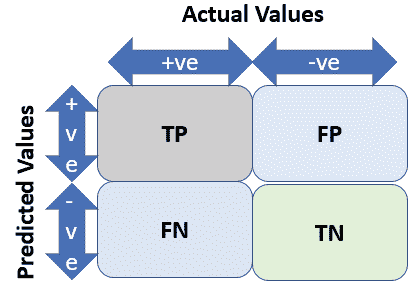 Actual Values
+ve
-ve
Predicted Values
+
v
e
TP
FP
-
v
e
FN
TN